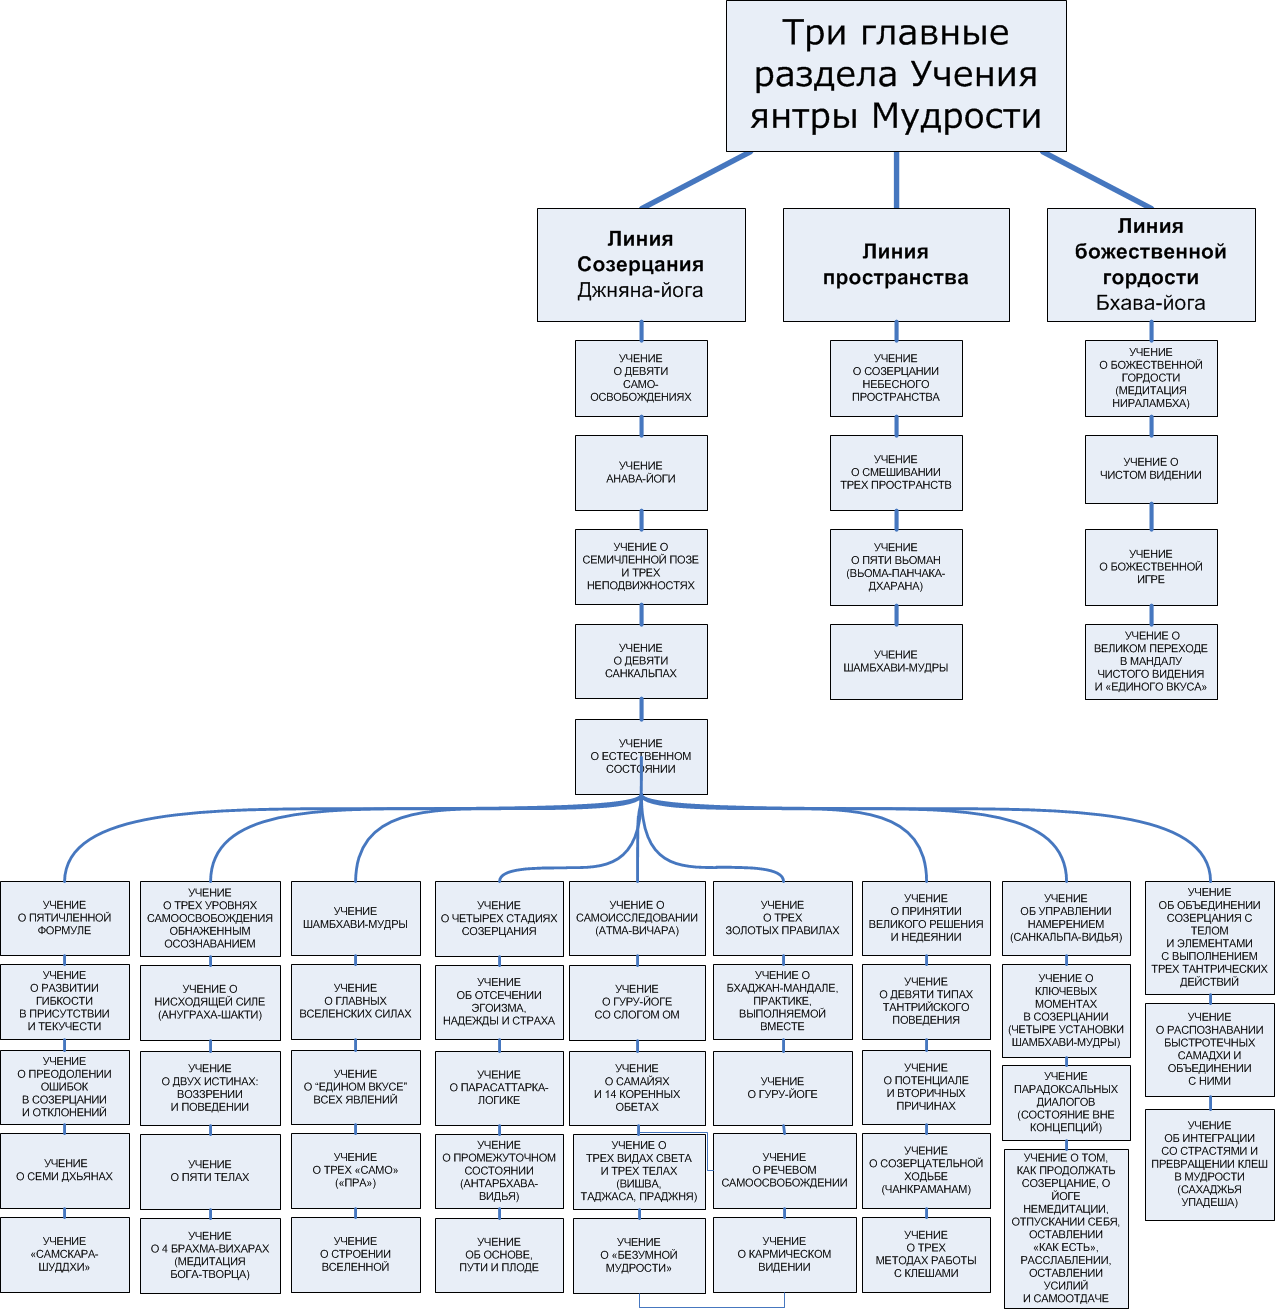 Три главные
раздела Учения
янтры Мудрости
Линия
Созерцания
Джняна-йога
Линия
пространства
Линия
божественной
гордости
Бхава-йога
УЧЕНИЕ
О ДЕВЯТИ
САМО-
ОСВОБОЖДЕНИЯХ
УЧЕНИЕ
О СОЗЕРЦАНИИ
НЕБЕСНОГО
ПРОСТРАНСТВА
УЧЕНИЕ
О БОЖЕСТВЕННОЙ
ГОРДОСТИ
(МЕДИТАЦИЯ
НИРАЛАМБХА)
УЧЕНИЕ
АНАВА-ЙОГИ
УЧЕНИЕ
О СМЕШИВАНИИ
ТРЕХ ПРОСТРАНСТВ
УЧЕНИЕ О
ЧИСТОМ ВИДЕНИИ
УЧЕНИЕ О
СЕМИЧЛЕННОЙ ПОЗЕ
И ТРЕХ
НЕПОДВИЖНОСТЯХ
УЧЕНИЕ
О ПЯТИ ВЬОМАН
(ВЬОМА-ПАНЧАКА-
ДХАРАНА)
УЧЕНИЕ
О БОЖЕСТВЕННОЙ
ИГРЕ
УЧЕНИЕ
О ДЕВЯТИ
САНКАЛЬПАХ
УЧЕНИЕ
ШАМБХАВИ-МУДРЫ
УЧЕНИЕ О
ВЕЛИКОМ ПЕРЕХОДЕ
В МАНДАЛУ
ЧИСТОГО ВИДЕНИЯ
И «ЕДИНОГО ВКУСА»
УЧЕНИЕ
О ЕСТЕСТВЕННОМ
СОСТОЯНИИ
УЧЕНИЕ
О ПЯТИЧЛЕННОЙ
ФОРМУЛЕ
УЧЕНИЕ
О ТРЕХ УРОВНЯХ
САМООСВОБОЖДЕНИЯ
ОБНАЖЕННЫМ
ОСОЗНАВАНИЕМ
УЧЕНИЕ
ШАМБХАВИ-МУДРЫ
УЧЕНИЕ
О ЧЕТЫРЕХ СТАДИЯХ
СОЗЕРЦАНИЯ
УЧЕНИЕ О
САМОИССЛЕДОВАНИИ
(АТМА-ВИЧАРА)
УЧЕНИЕ
О ТРЕХ
ЗОЛОТЫХ ПРАВИЛАХ
УЧЕНИЕ
О ПРИНЯТИИ
ВЕЛИКОГО РЕШЕНИЯ
И НЕДЕЯНИИ
УЧЕНИЕ
ОБ УПРАВЛЕНИИ
НАМЕРЕНИЕМ
(САНКАЛЬПА-ВИДЬЯ)
УЧЕНИЕ
ОБ ОБЪЕДИНЕНИИ
СОЗЕРЦАНИЯ С
ТЕЛОМ
И ЭЛЕМЕНТАМИ
С ВЫПОЛНЕНИЕМ
ТРЕХ ТАНТРИЧЕСКИХ
ДЕЙСТВИЙ
УЧЕНИЕ
О РАЗВИТИИ
ГИБКОСТИ
В ПРИСУТСТВИИ
И ТЕКУЧЕСТИ
УЧЕНИЕ О
НИСХОДЯЩЕЙ СИЛЕ
(АНУГРАХА-ШАКТИ)
УЧЕНИЕ
О ГЛАВНЫХ
ВСЕЛЕНСКИХ СИЛАХ
УЧЕНИЕ
ОБ ОТСЕЧЕНИИ
ЭГОИЗМА,
НАДЕЖДЫ И СТРАХА
УЧЕНИЕ
О ГУРУ-ЙОГЕ
СО СЛОГОМ ОМ
УЧЕНИЕ О
БХАДЖАН-МАНДАЛЕ,
ПРАКТИКЕ,
ВЫПОЛНЯЕМОЙ
ВМЕСТЕ
УЧЕНИЕ
О ДЕВЯТИ ТИПАХ
ТАНТРИЙСКОГО
ПОВЕДЕНИЯ
УЧЕНИЕ О
КЛЮЧЕВЫХ
МОМЕНТАХ
В СОЗЕРЦАНИИ
(ЧЕТЫРЕ УСТАНОВКИ
ШАМБХАВИ-МУДРЫ)
УЧЕНИЕ
О РАСПОЗНАВАНИИ
БЫСТРОТЕЧНЫХ
САМАДХИ И
ОБЪЕДИНЕНИИ
С НИМИ
УЧЕНИЕ
О ПРЕОДОЛЕНИИ
ОШИБОК
В СОЗЕРЦАНИИ
И ОТКЛОНЕНИЙ
УЧЕНИЕ
О ДВУХ ИСТИНАХ:
ВОЗЗРЕНИИ
И ПОВЕДЕНИИ
УЧЕНИЕ
О “ЕДИНОМ ВКУСЕ”
ВСЕХ ЯВЛЕНИЙ
УЧЕНИЕ
О ПАРАСАТТАРКА-
ЛОГИКЕ
УЧЕНИЕ
О САМАЙЯХ
И 14 КОРЕННЫХ
ОБЕТАХ
УЧЕНИЕ
О ГУРУ-ЙОГЕ
УЧЕНИЕ
О ПОТЕНЦИАЛЕ
И ВТОРИЧНЫХ
ПРИЧИНАХ
УЧЕНИЕ
ПАРАДОКСАЛЬНЫХ
ДИАЛОГОВ
(СОСТОЯНИЕ ВНЕ
КОНЦЕПЦИЙ)
УЧЕНИЕ
ОБ ИНТЕГРАЦИИ
СО СТРАСТЯМИ И
ПРЕВРАЩЕНИИ КЛЕШ
В МУДРОСТИ
(САХАДЖЬЯ
УПАДЕША)
УЧЕНИЕ
О СЕМИ ДХЬЯНАХ
УЧЕНИЕ
О ПЯТИ ТЕЛАХ
УЧЕНИЕ
О ТРЕХ «САМО»
(«ПРА»)
УЧЕНИЕ
О ПРОМЕЖУТОЧНОМ
СОСТОЯНИИ
(АНТАРБХАВА-
ВИДЬЯ)
УЧЕНИЕ О
ТРЕХ ВИДАХ СВЕТА
И ТРЕХ ТЕЛАХ
(ВИШВА,
ТАДЖАСА, ПРАДЖНЯ)
УЧЕНИЕ
О РЕЧЕВОМ
САМООСВОБОЖДЕНИИ
УЧЕНИЕ
О СОЗЕРЦАТЕЛЬНОЙ
ХОДЬБЕ
(ЧАНКРАМАНАМ)
УЧЕНИЕ О ТОМ,
КАК ПРОДОЛЖАТЬ
СОЗЕРЦАНИЕ, О
ЙОГЕ
НЕМЕДИТАЦИИ,
ОТПУСКАНИИ СЕБЯ,
ОСТАВЛЕНИИ
«КАК ЕСТЬ»,
РАССЛАБЛЕНИИ,
ОСТАВЛЕНИИ
УСИЛИЙ
И САМООТДАЧЕ
УЧЕНИЕ
«САМСКАРА-
ШУДДХИ»
УЧЕНИЕ
О 4 БРАХМА-ВИХАРАХ
(МЕДИТАЦИЯ
БОГА-ТВОРЦА)
УЧЕНИЕ
О СТРОЕНИИ
ВСЕЛЕННОЙ
УЧЕНИЕ
ОБ ОСНОВЕ,
ПУТИ И ПЛОДЕ
УЧЕНИЕ
О «БЕЗУМНОЙ
МУДРОСТИ»
УЧЕНИЕ
О КАРМИЧЕСКОМ
ВИДЕНИИ
УЧЕНИЕ
О ТРЕХ
МЕТОДАХ РАБОТЫ
С КЛЕШАМИ